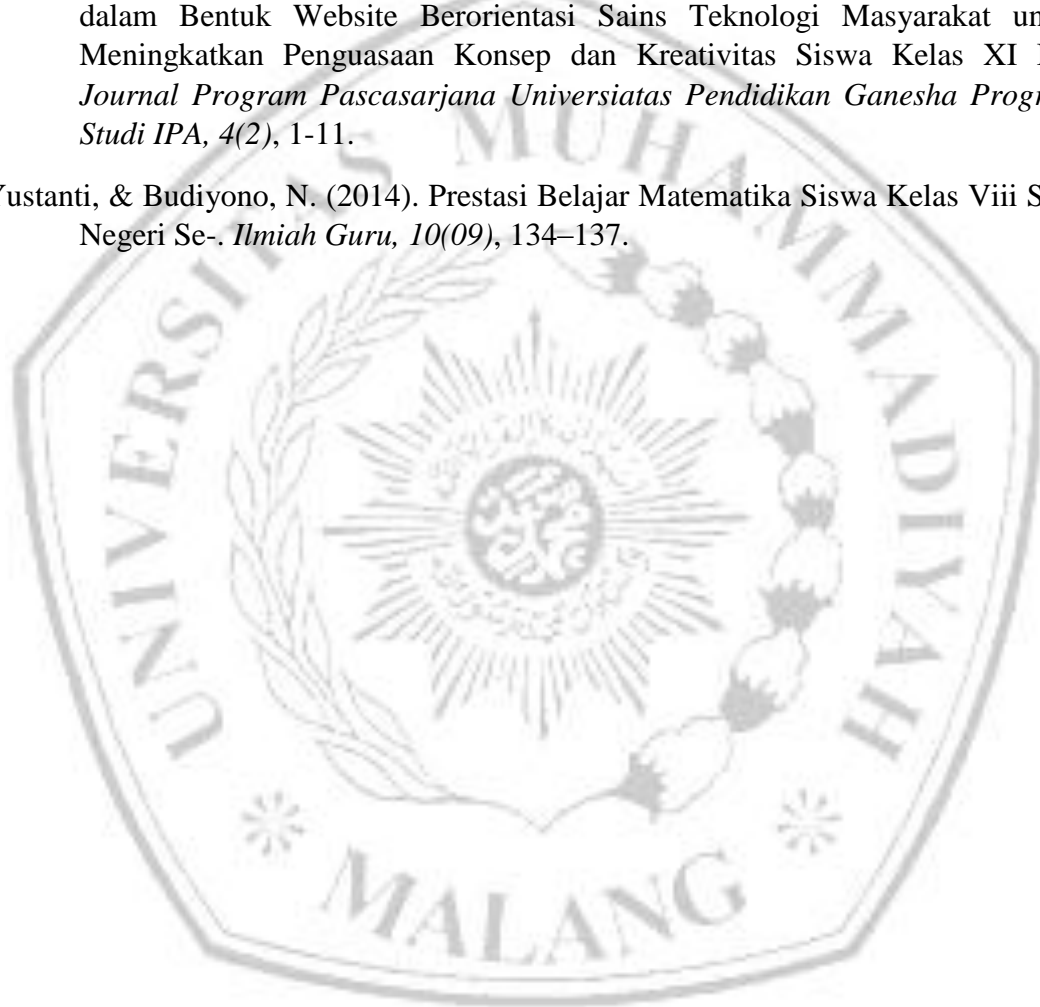 dalam Bentuk Website Berorientasi Sains Teknologi Masyarakat un
Meningkatkan Penguasaan Konsep dan Kreativitas Siswa Kelas XI
Journal Program Pascasarjana Universiatas Pendidikan Ganesha Progr
Studi IPA, 4(2), 1-11.
Yustanti, & Budiyono, N. (2014). Prestasi Belajar Matematika Siswa Kelas Viii S
Negeri Se-. Ilmiah Guru, 10(09), 134–137.
UNIVERSITAS MUHAMMADIYAH
MALANG